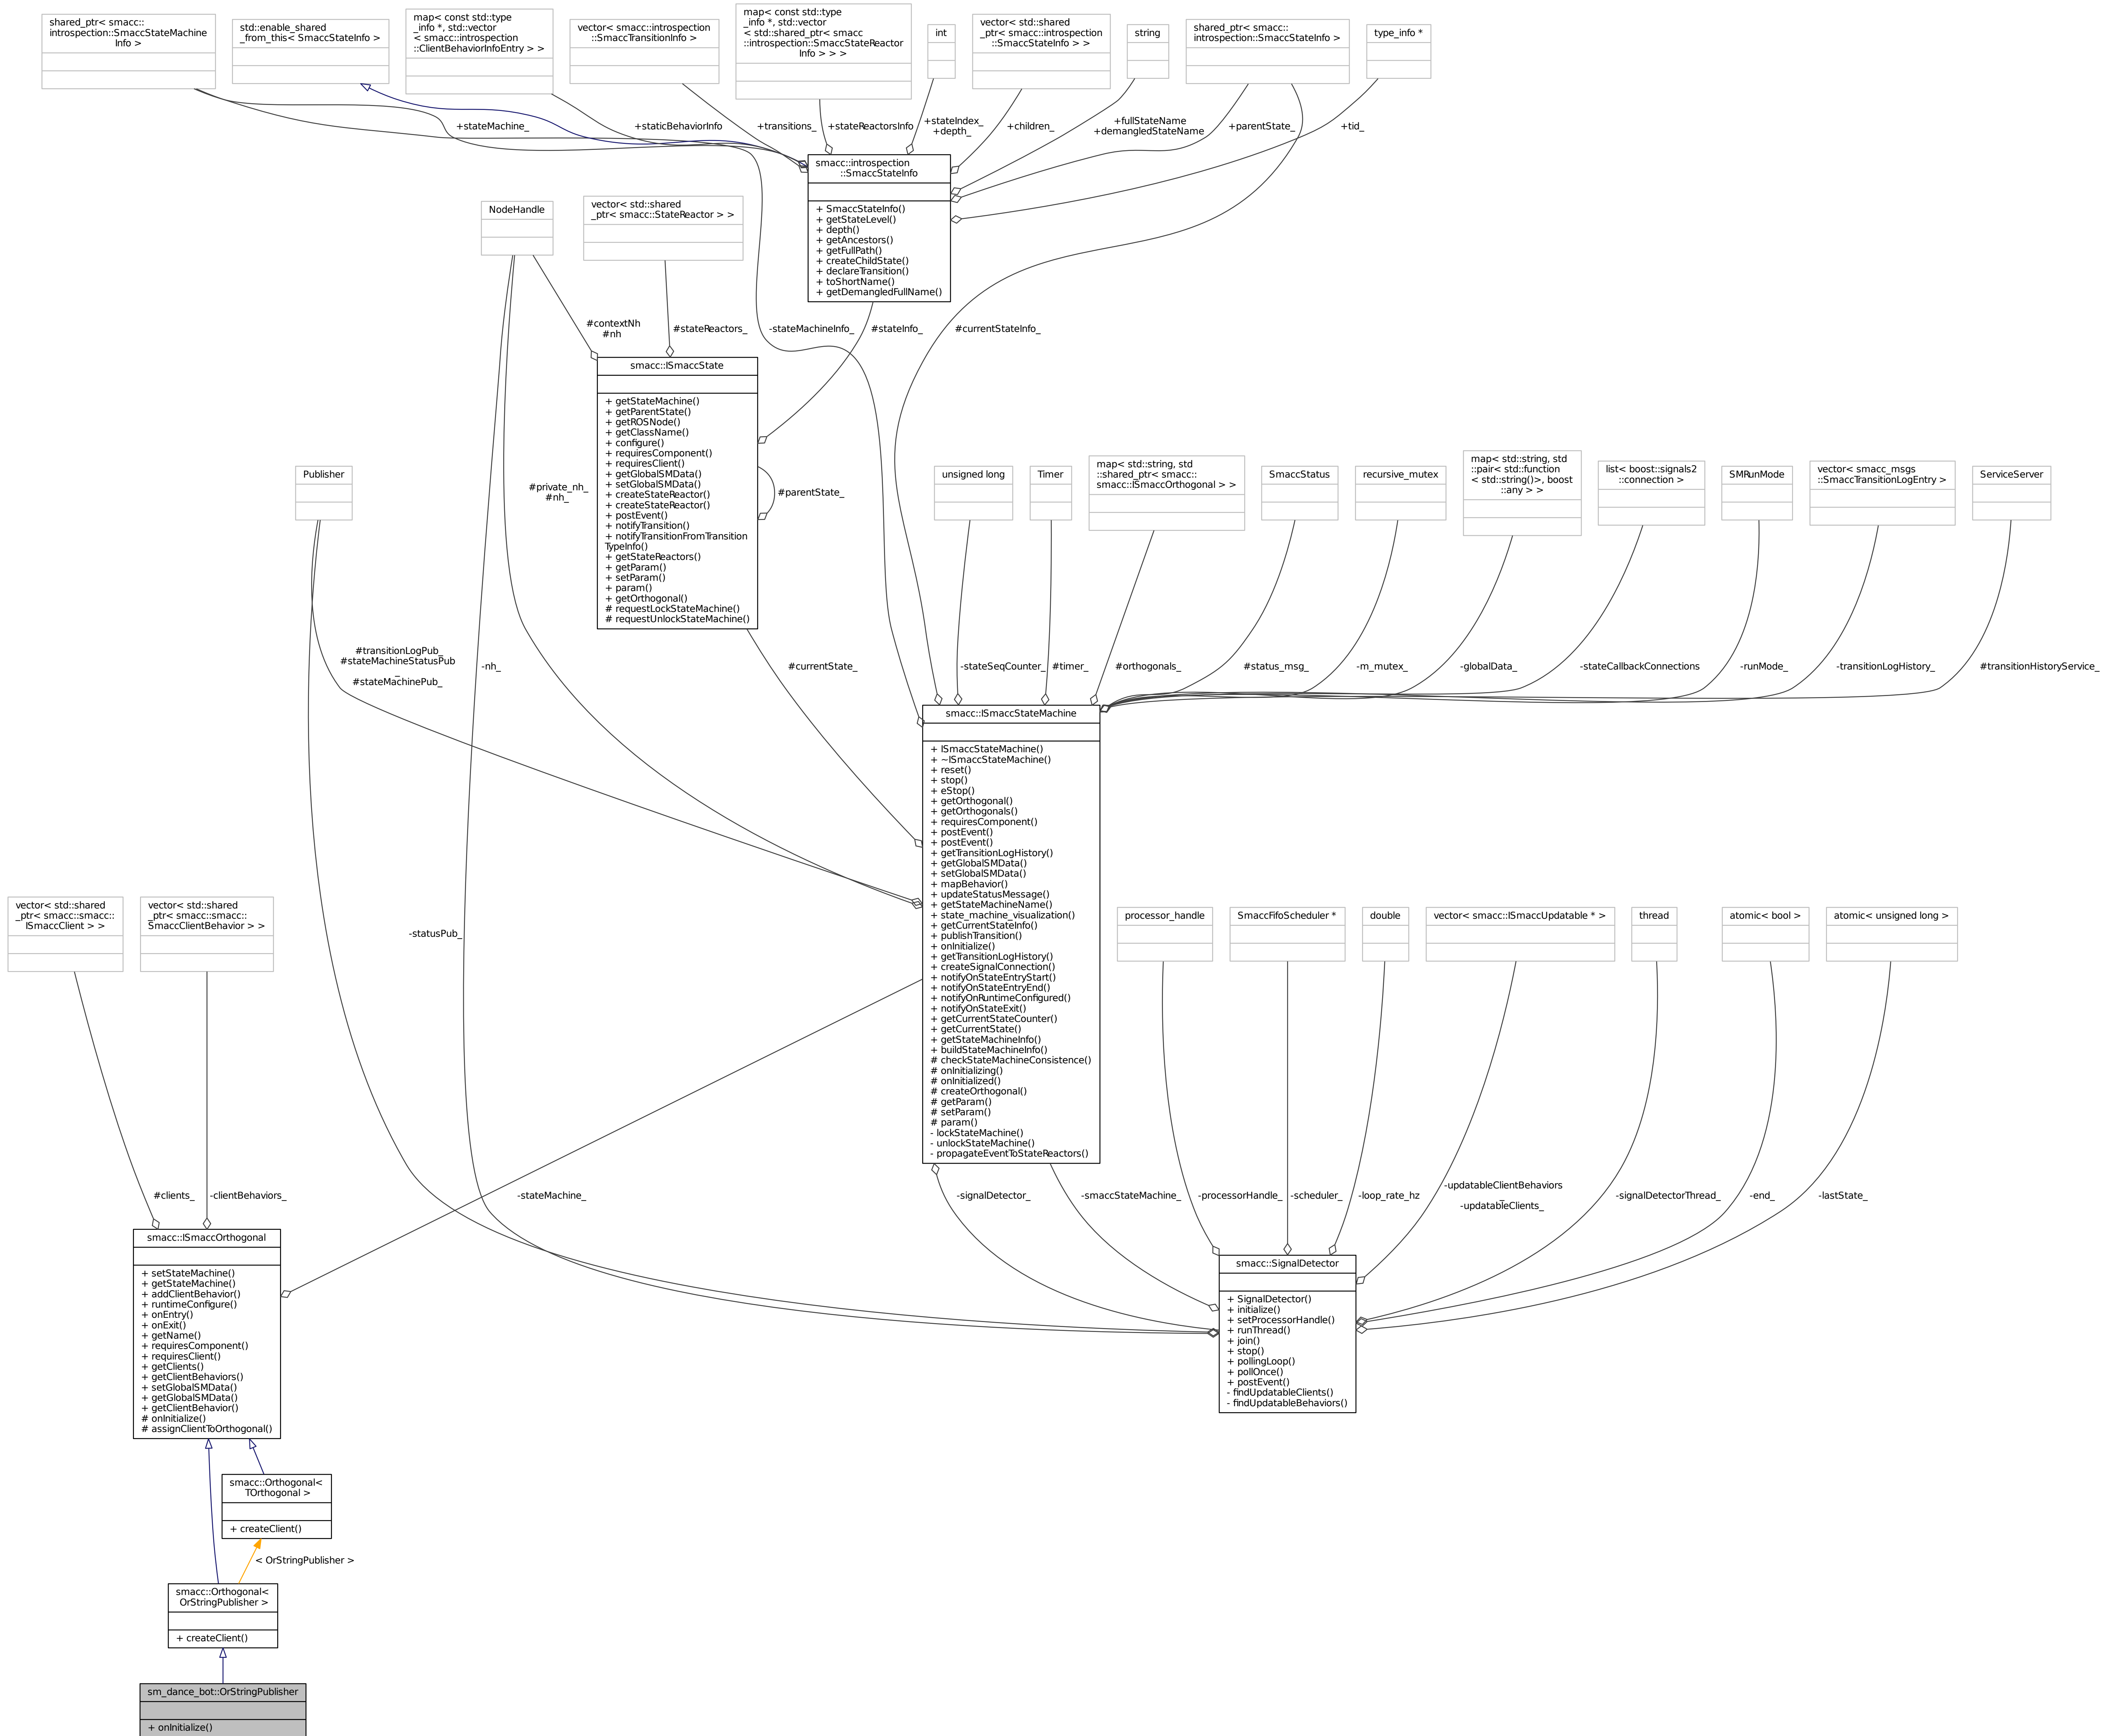 shared_ptr< smacc::
introspection::SmaccStateMachine
Info >
std::enable_shared
_from_this< SmaccStateInfo >
map< const std::type
_info *, std::vector
< smacc::introspection
::ClientBehaviorInfoEntry > >
vector< smacc::introspection
::SmaccTransitionInfo >
map< const std::type
_info *, std::vector
< std::shared_ptr< smacc
::introspection::SmaccStateReactor
Info > > >
int
vector< std::shared
_ptr< smacc::introspection
::SmaccStateInfo > >
string
shared_ptr< smacc::
introspection::SmaccStateInfo >
type_info *
+stateMachine_
+staticBehaviorInfo
+transitions_
+stateReactorsInfo
+stateIndex_
+depth_
+children_
+fullStateName
+demangledStateName
+parentState_
+tid_
smacc::introspection
::SmaccStateInfo
+ SmaccStateInfo()
+ getStateLevel()
+ depth()
+ getAncestors()
+ getFullPath()
+ createChildState()
+ declareTransition()
+ toShortName()
+ getDemangledFullName()
NodeHandle
vector< std::shared
_ptr< smacc::StateReactor > >
#contextNh
#nh
#stateReactors_
-stateMachineInfo_
#stateInfo_
#currentStateInfo_
smacc::ISmaccState
+ getStateMachine()
+ getParentState()
+ getROSNode()
+ getClassName()
+ configure()
+ requiresComponent()
+ requiresClient()
+ getGlobalSMData()
+ setGlobalSMData()
+ createStateReactor()
+ createStateReactor()
+ postEvent()
+ notifyTransition()
+ notifyTransitionFromTransition
TypeInfo()
+ getStateReactors()
+ getParam()
+ setParam()
+ param()
+ getOrthogonal()
# requestLockStateMachine()
# requestUnlockStateMachine()
#parentState_
Publisher
#private_nh_
#nh_
unsigned long
Timer
map< std::string, std
::shared_ptr< smacc::
smacc::ISmaccOrthogonal > >
SmaccStatus
recursive_mutex
map< std::string, std
::pair< std::function
< std::string()>, boost
::any > >
list< boost::signals2
::connection >
SMRunMode
vector< smacc_msgs
::SmaccTransitionLogEntry >
ServiceServer
#transitionLogPub_
#stateMachineStatusPub
_
#stateMachinePub_
-nh_
#currentState_
-stateSeqCounter_
#timer_
#orthogonals_
#status_msg_
-m_mutex_
-globalData_
-stateCallbackConnections
-runMode_
-transitionLogHistory_
#transitionHistoryService_
smacc::ISmaccStateMachine
+ ISmaccStateMachine()
+ ~ISmaccStateMachine()
+ reset()
+ stop()
+ eStop()
+ getOrthogonal()
+ getOrthogonals()
+ requiresComponent()
+ postEvent()
+ postEvent()
+ getTransitionLogHistory()
+ getGlobalSMData()
+ setGlobalSMData()
+ mapBehavior()
+ updateStatusMessage()
+ getStateMachineName()
+ state_machine_visualization()
+ getCurrentStateInfo()
+ publishTransition()
+ onInitialize()
+ getTransitionLogHistory()
+ createSignalConnection()
+ notifyOnStateEntryStart()
+ notifyOnStateEntryEnd()
+ notifyOnRuntimeConfigured()
+ notifyOnStateExit()
+ getCurrentStateCounter()
+ getCurrentState()
+ getStateMachineInfo()
+ buildStateMachineInfo()
# checkStateMachineConsistence()
# onInitializing()
# onInitialized()
# createOrthogonal()
# getParam()
# setParam()
# param()
- lockStateMachine()
- unlockStateMachine()
- propagateEventToStateReactors()
vector< std::shared
_ptr< smacc::smacc::
ISmaccClient > >
vector< std::shared
_ptr< smacc::smacc::
SmaccClientBehavior > >
-statusPub_
processor_handle
SmaccFifoScheduler *
double
vector< smacc::ISmaccUpdatable * >
thread
atomic< bool >
atomic< unsigned long >
#clients_
-clientBehaviors_
-stateMachine_
-signalDetector_
-smaccStateMachine_
-processorHandle_
-scheduler_
-loop_rate_hz
-updatableClientBehaviors
_
-updatableClients_
-signalDetectorThread_
-end_
-lastState_
smacc::ISmaccOrthogonal
+ setStateMachine()
+ getStateMachine()
+ addClientBehavior()
+ runtimeConfigure()
+ onEntry()
+ onExit()
+ getName()
+ requiresComponent()
+ requiresClient()
+ getClients()
+ getClientBehaviors()
+ setGlobalSMData()
+ getGlobalSMData()
+ getClientBehavior()
# onInitialize()
# assignClientToOrthogonal()
smacc::SignalDetector
+ SignalDetector()
+ initialize()
+ setProcessorHandle()
+ runThread()
+ join()
+ stop()
+ pollingLoop()
+ pollOnce()
+ postEvent()
- findUpdatableClients()
- findUpdatableBehaviors()
smacc::Orthogonal<
TOrthogonal >
+ createClient()
< OrStringPublisher >
smacc::Orthogonal<
OrStringPublisher >
+ createClient()
sm_dance_bot::OrStringPublisher
+ onInitialize()